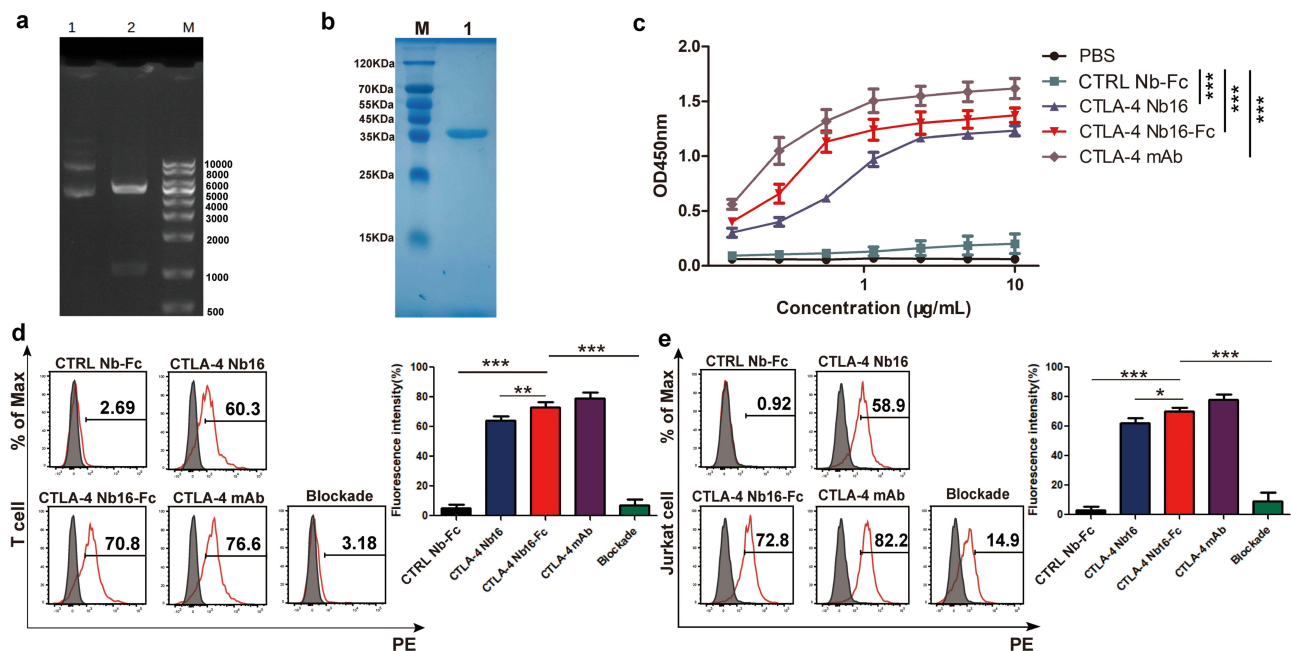 a
1 2 M
10000
8000
6000
5000
4000
3000
2000
1000
500
b
M 1
120KDa
70KDa
55KDa
45KDa
35KDa
25KDa
15KDa
c
2.0
1.5
1.0
0.5
0.0
OD450nm
1 10
Concentration (μg/mL)
PBS
CTRL Nb-Fc
CTLA-4 Nb16
CTLA-4 Nb16-Fc
CTLA-4 mAb
***
***
***
d
% of Max
T cell
CTRL Nb-Fc
2.69
CTLA-4 Nb16
60.3
CTLA-4 Nb16-Fc
70.8
CTLA-4 mAb
76.6
Blockade
3.18
PE
Fluorescence intensity(%)
100
80
60
40
20
0
***
***
**
CTRL Nb-Fc
CTLA-4 Nb16
CTLA-4 Nb16-Fc
CTLA-4 mAb
Blockade
e
% of Max
Jurkat cell
CTRL Nb-Fc
0.92
CTLA-4 Nb16
58.9
CTLA-4 Nb16-Fc
72.8
CTLA-4 mAb
82.2
Blockade
14.9
PE
Fluorescence intensity(%)
100
80
60
40
20
0
***
***
*
CTRL Nb-Fc
CTLA-4 Nb16
CTLA-4 Nb16-Fc
CTLA-4 mAb
Blockade